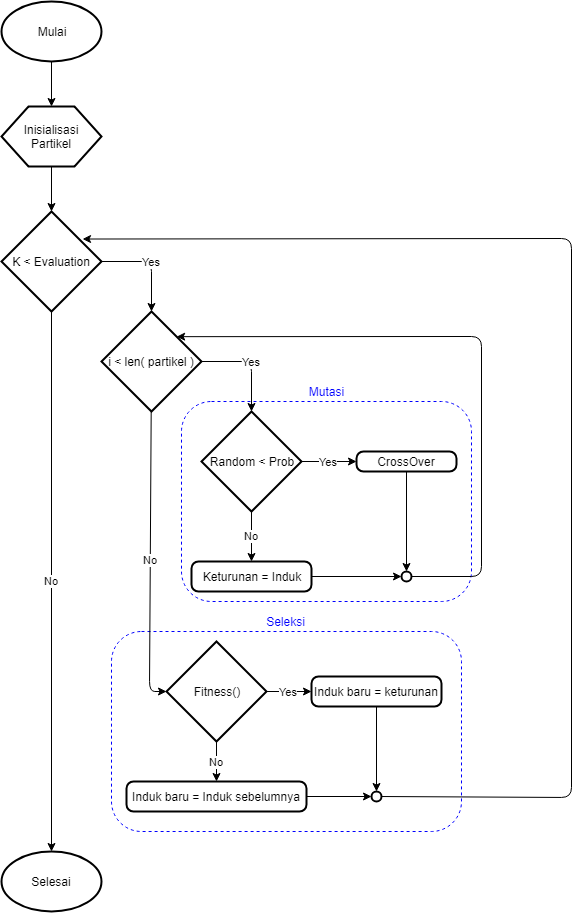 Mulai
Inisialisasi
Partikel
K < Evaluation
Yes
i < len( partikel )
Yes
Mutasi
Random < Prob
Yes
CrossOver
No
Keturunan = Induk
No
No
Seleksi
Fitness()
Yes
Induk baru = keturunan
No
Induk baru = Induk sebelumnya
Selesai